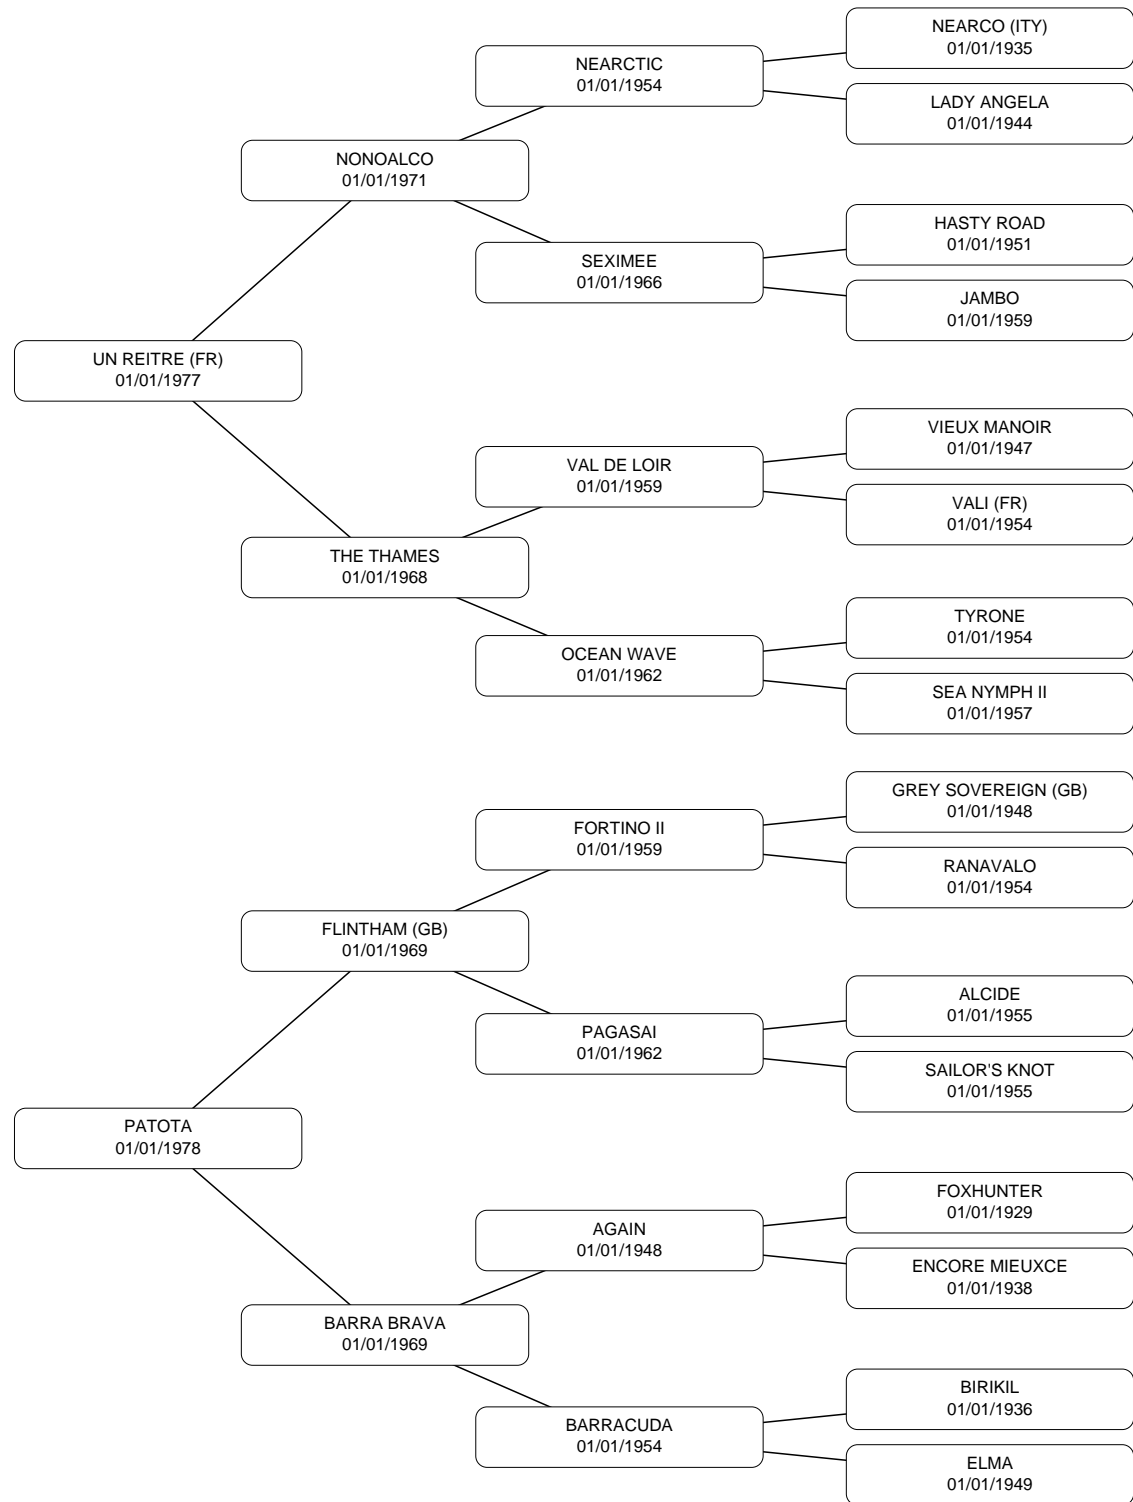 NEARCO (ITY)
01/01/1935
NEARCTIC
01/01/1954
LADY ANGELA
01/01/1944
NONOALCO
01/01/1971
HASTY ROAD
01/01/1951
SEXIMEE
01/01/1966
JAMBO
01/01/1959
UN REITRE (FR)
01/01/1977
VIEUX MANOIR
01/01/1947
VAL DE LOIR
01/01/1959
VALI (FR)
01/01/1954
THE THAMES
01/01/1968
TYRONE
01/01/1954
OCEAN WAVE
01/01/1962
SEA NYMPH II
01/01/1957
GREY SOVEREIGN (GB)
01/01/1948
FORTINO II
01/01/1959
RANAVALO
01/01/1954
FLINTHAM (GB)
01/01/1969
ALCIDE
01/01/1955
PAGASAI
01/01/1962
SAILOR'S KNOT
01/01/1955
PATOTA
01/01/1978
FOXHUNTER
01/01/1929
AGAIN
01/01/1948
ENCORE MIEUXCE
01/01/1938
BARRA BRAVA
01/01/1969
BIRIKIL
01/01/1936
BARRACUDA
01/01/1954
ELMA
01/01/1949